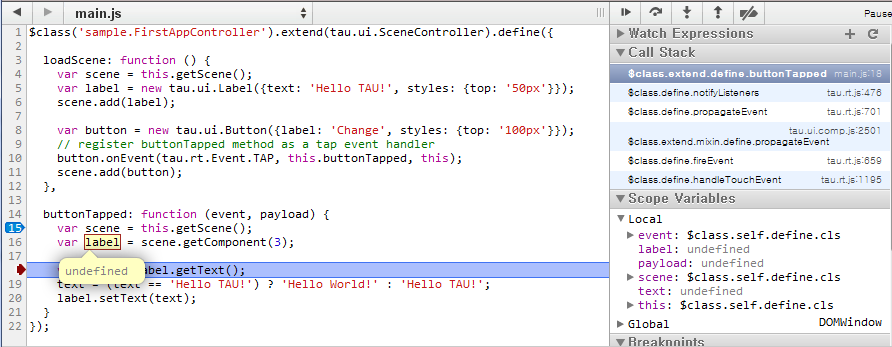 main.js
Pause
1 $class('sample.FirstAppController').extend(tau.ui.SceneController).define({
2
3 loadScene: function () {
4 var scene = this.getScene();
5 var label = new tau.ui.Label({text: 'Hello TAU!', styles: {top: '50px'}});
6 scene.add(label);
7
8 var button = new tau.ui.Button({label: 'Change', styles: {top: '100px'}});
9 // register buttonTapped method as a tap event handler
10 button.onEvent(tau.rt.Event.TAP, this.buttonTapped, this);
11 scene.add(button);
12 },
13
14 buttonTapped: function (event, payload) {
15 var scene = this.getScene();
16 var label = scene.getComponent(3);
17
undefined
label.getText();
19 text = (text == 'Hello TAU!') ? 'Hello World!' : 'Hello TAU!';
20 label.setText(text);
21 }
22 });
Watch Expressions
Call Stack
$class.extend.define.buttonTapped main.js:18
$class.define.notifyListeners tau.rt.js:476
$class.define.propagateEvent tau.rt.js:701
tau.ui.comp.js:2501
$class.extend.mixin.define.propagateEvent
$class.define.fireEvent tau.rt.js:659
$class.define.handleTouchEvent tau.rt.js:1195
Scope Variables
Local
event: $class.self.define.cls
label: undefined
payload: undefined
scene: $class.self.define.cls
text: undefined
this: $class.self.define.cls
Global DOMWindow
Breakpoints